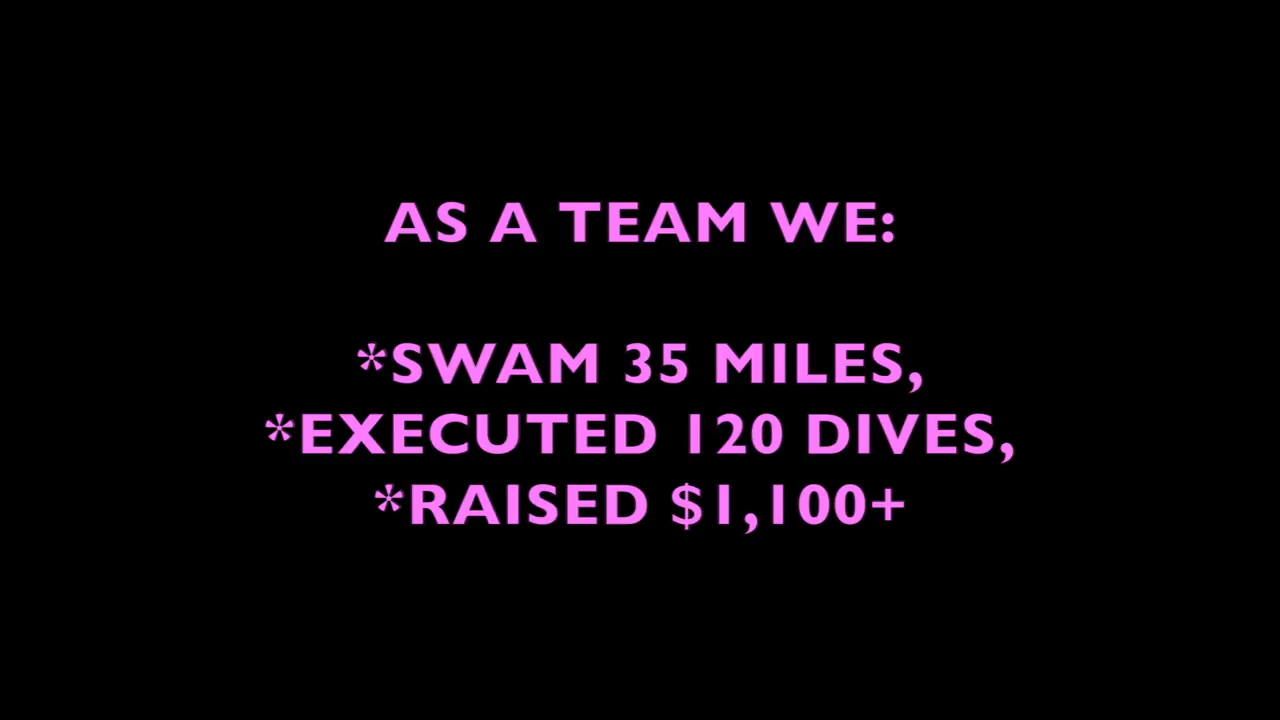 AS A TEAM WE:
*SWAM 35 MILES,
*EXECUTED 120 DIVES,
*RAISED $1,100+